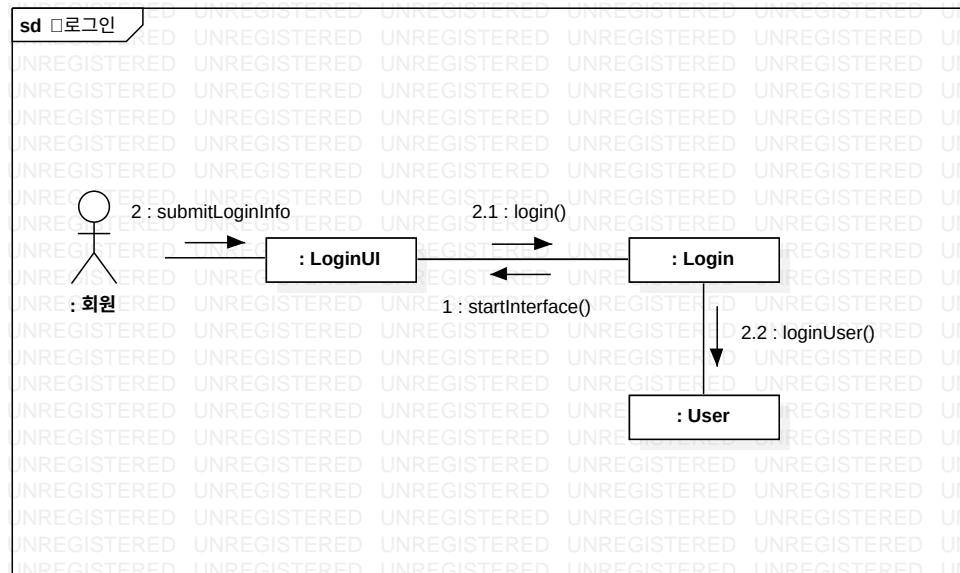 sd 로그인
2 : submitLoginInfo
2.1 : login()
: LoginUI
: Login
: 회원
1 : startInterface()
2.2 : loginUser()
: User
UNREGISTERED